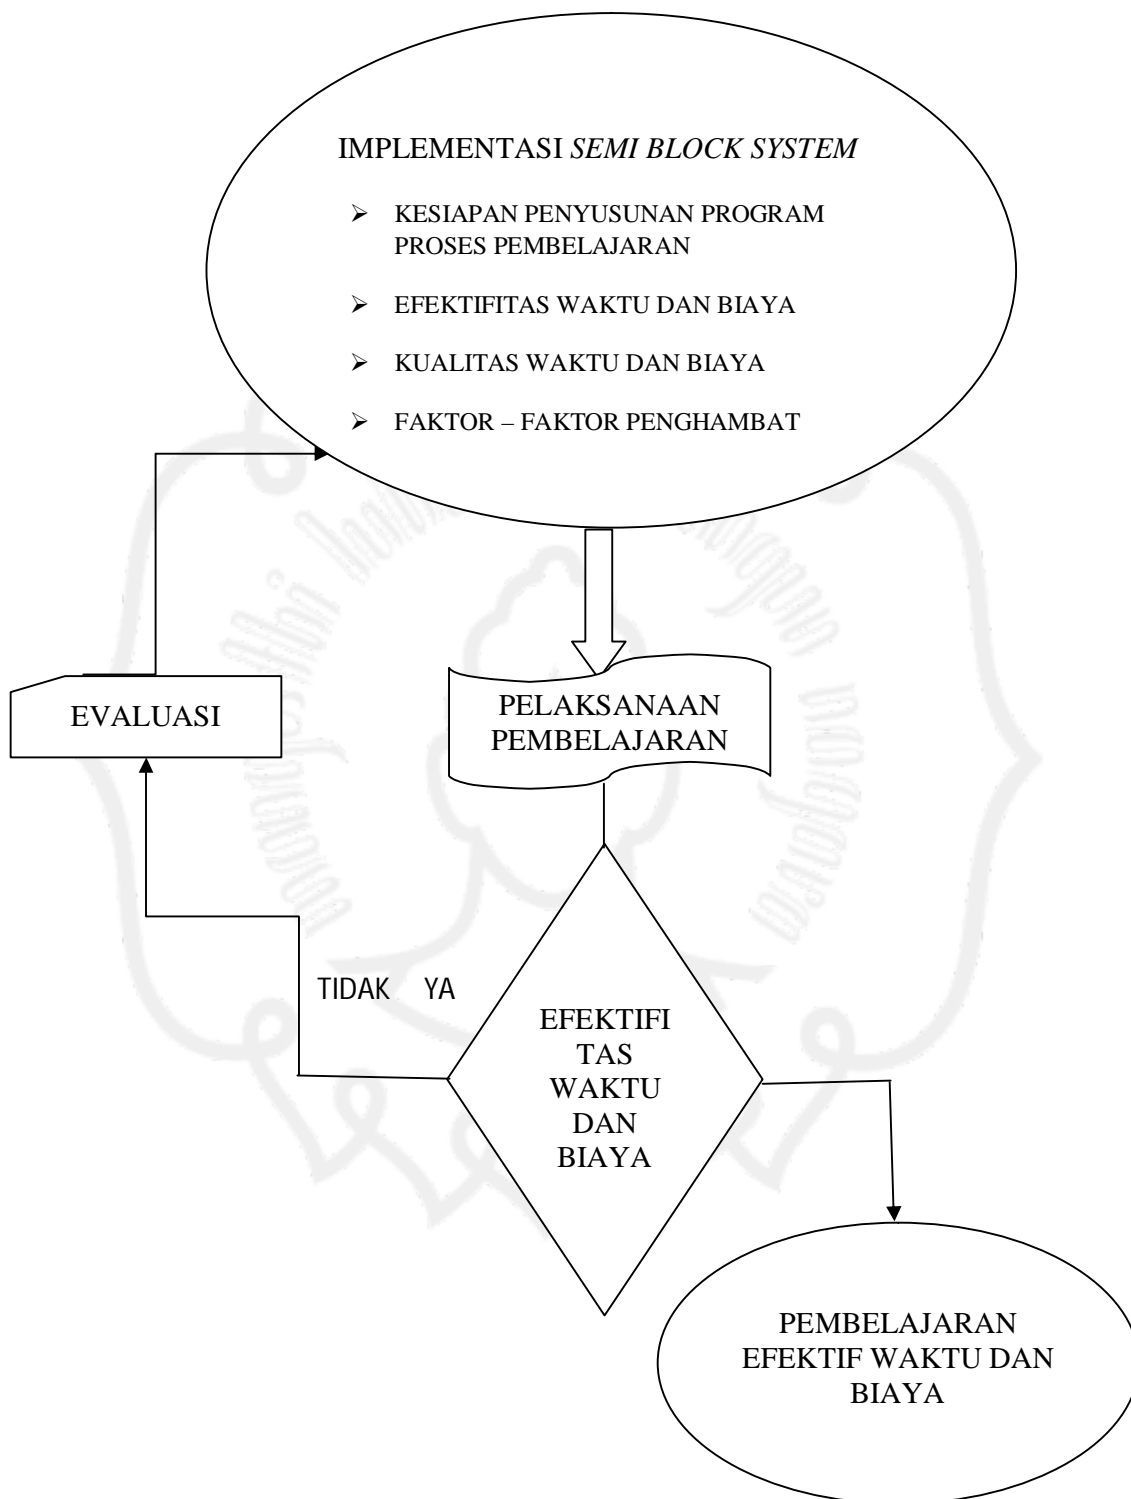 IMPLEMENTASI SEMI BLOCK SYSTEM
➢ KESIAPAN PENYUSUNAN PROGRAM
PROSES PEMBELAJARAN
➢ EFEKTIFITAS WAKTU DAN BIAYA
➢ KUALITAS WAKTU DAN BIAYA
➢ FAKTOR – FAKTOR PENGHAMBAT
EVALUASI
PELAKSANAAN
PEMBELAJARAN
TIDAK YA
EFEKTIFI
TAS
WAKTU
DAN
BIAYA
PEMBELAJARAN
EFEKTIF WAKTU DAN
BIAYA